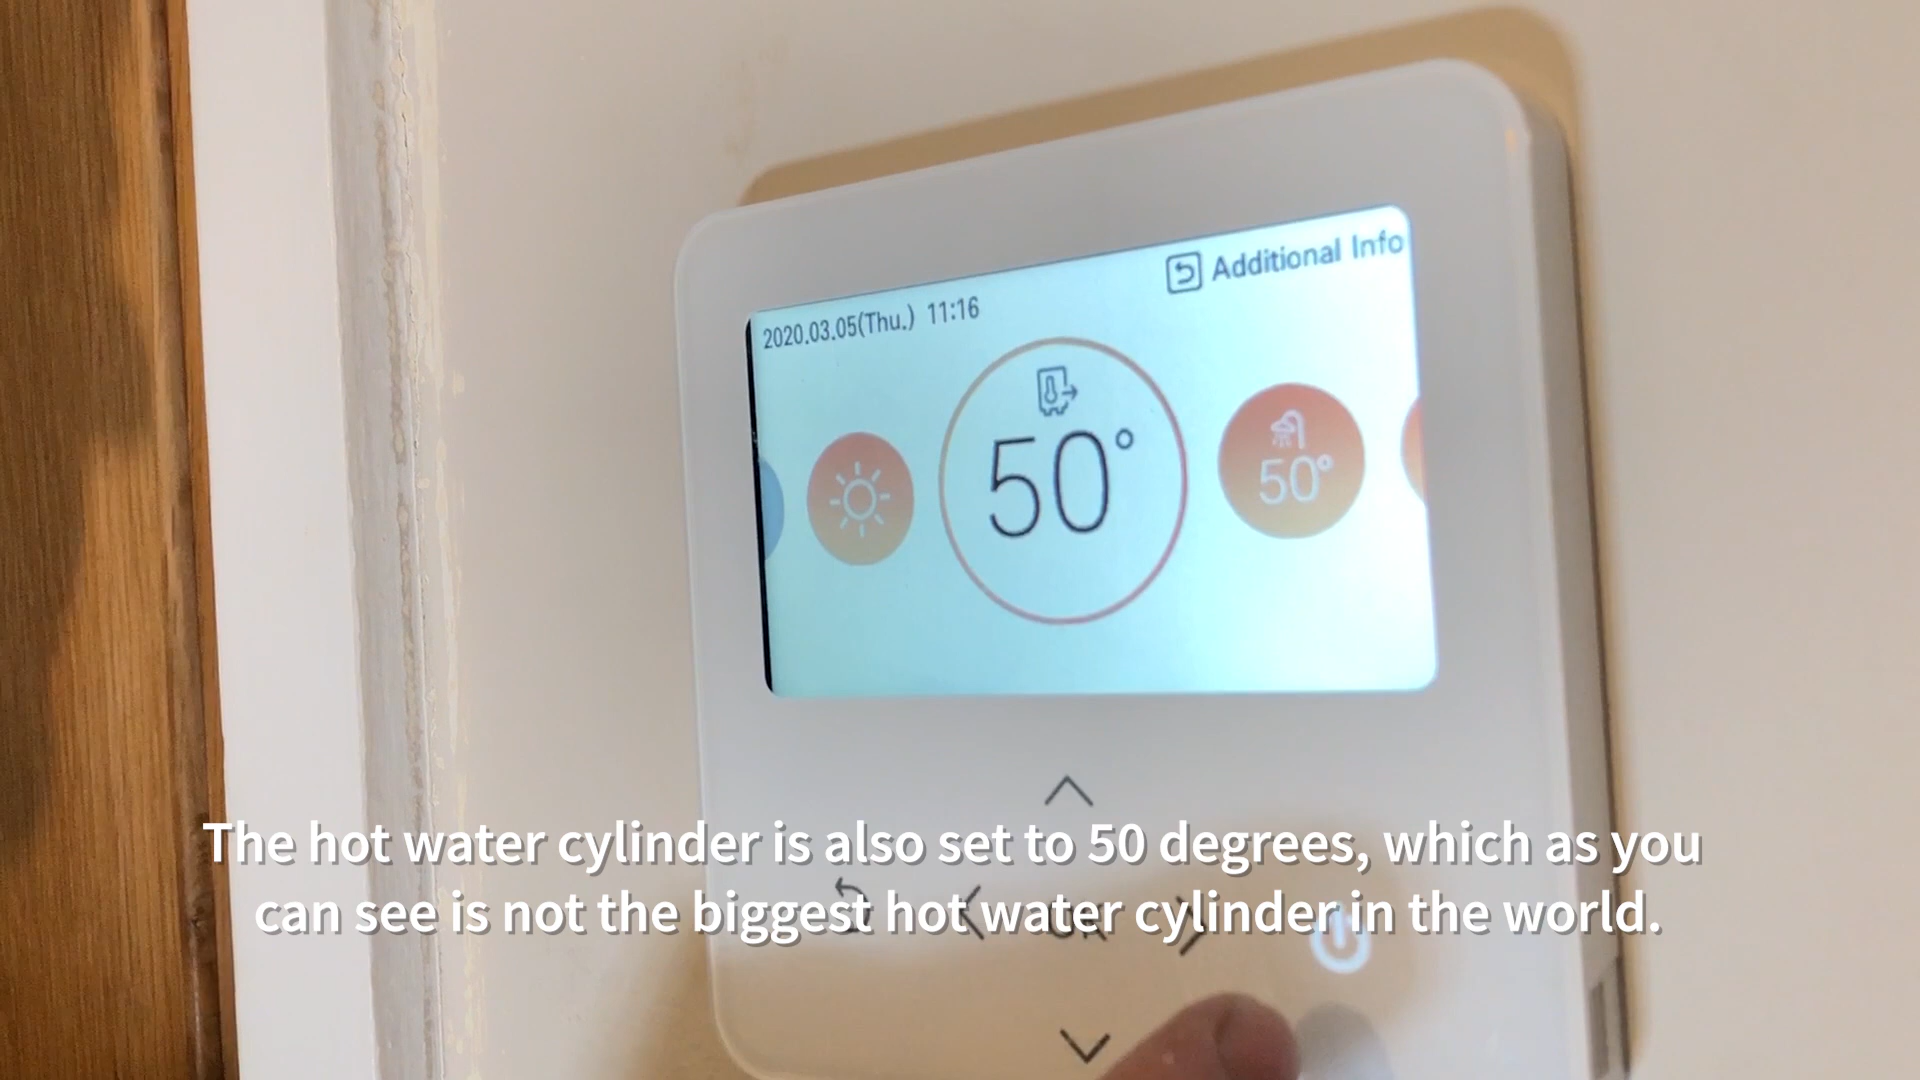 Additional Info
2020.03.05(Thu.) 11:16
50°
50°
The hot water cylinder is also set to 50 degrees, which as you
can see is not the biggest hot water cylinder in the world.
OK